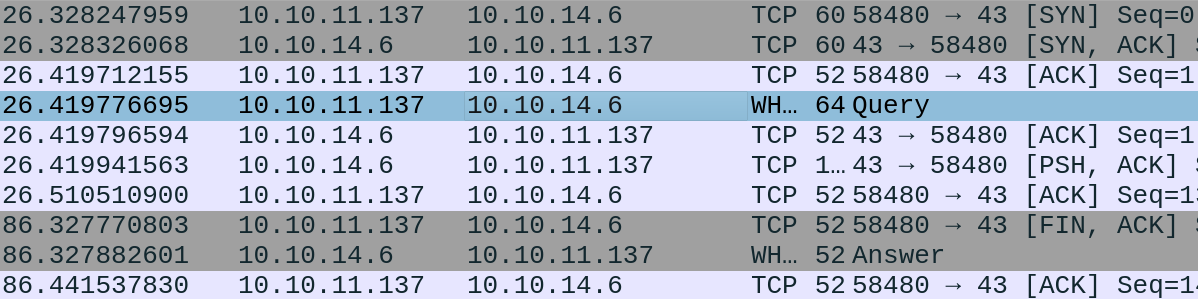 26.328247959 10.10.11.137 10.10.14.6 TCP 60 58480 → 43 [SYN] Seq=0
26.328326068 10.10.14.6 10.10.11.137 TCP 60 43 → 58480 [SYN, ACK]
26.419712155 10.10.11.137 10.10.14.6 TCP 52 58480 → 43 [ACK] Seq=1
26.419776695 10.10.11.137 10.10.14.6 WH… 64 Query
26.419796594 10.10.14.6 10.10.11.137 TCP 52 43 → 58480 [ACK] Seq=1
26.419941563 10.10.14.6 10.10.11.137 TCP 1… 43 → 58480 [PSH, ACK]
26.510510900 10.10.11.137 10.10.14.6 TCP 52 58480 → 43 [ACK] Seq=13
86.327770803 10.10.11.137 10.10.14.6 TCP 52 58480 → 43 [FIN, ACK]
86.327882601 10.10.14.6 10.10.11.137 WH… 52 Answer
86.441537830 10.10.11.137 10.10.14.6 TCP 52 58480 → 43 [ACK] Seq=14